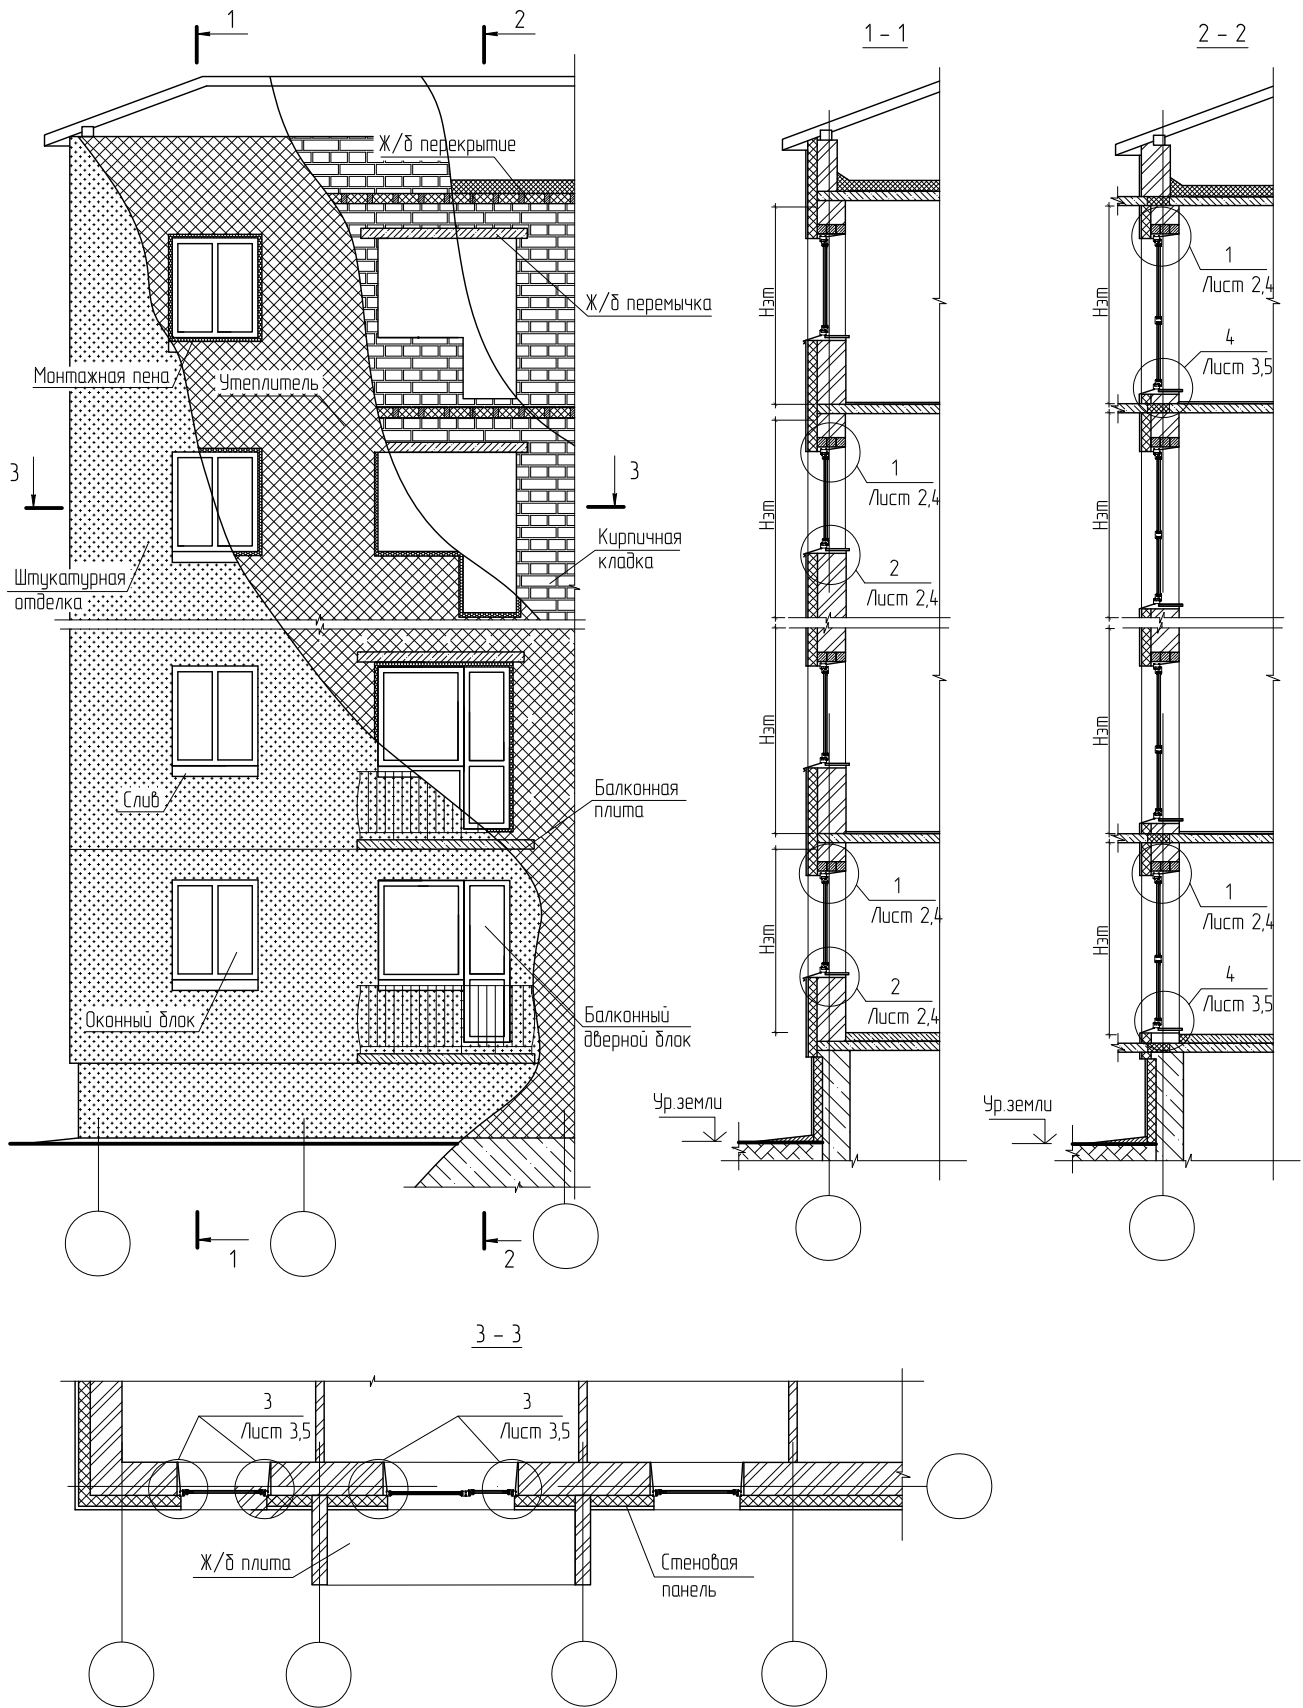 1
2
1 - 1
2 - 2
Ж/б перекрытие
Ж/б перемычка
Монтажная пена
Утеплитель
3
3
Кирпичная
кладка
Штукатурная
отделка
Слив
Балконная
плита
Оконный блок
Балконный
дверной блок
1
2
Нэт
Нэт
Нэт
1
Лист 2,4
2
Лист 2,4
1
Лист 2,4
2
Лист 2,4
Ур.земли
Нэт
Нэт
Нэт
Нэт
1
Лист 2,4
4
Лист 3,5
1
Лист 2,4
4
Лист 3,5
Ур.земли
3 - 3
3
Лист 3,5
3
Лист 3,5
Ж/б плита
Стеновая
панель